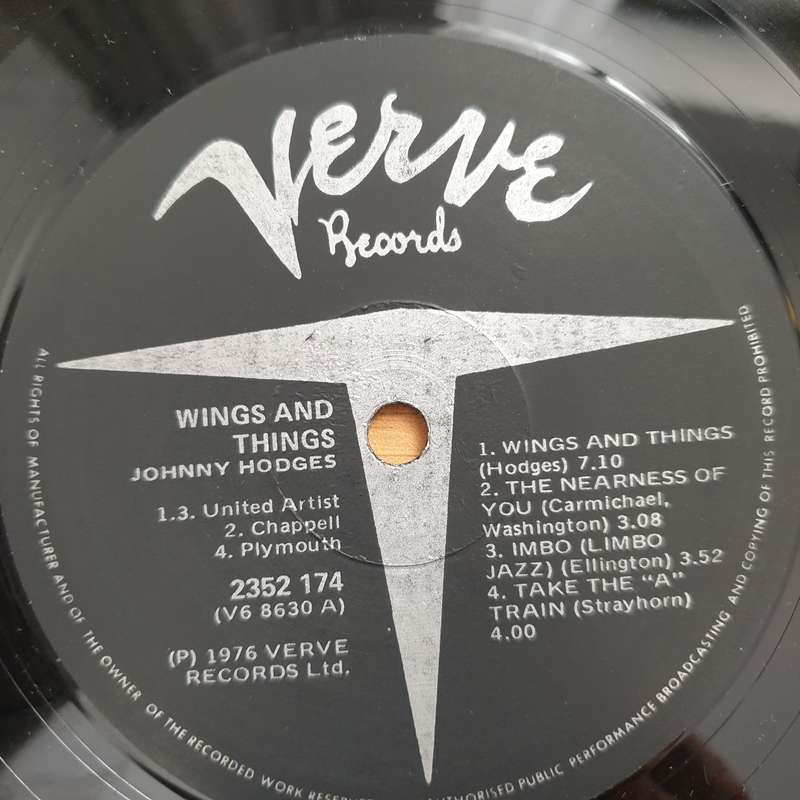 Verve
Records
WINGS AND
THINGS
JOHNNY HODGES
1.3. United Artist
2. Chappell
4. Plymouth
2352 174
(V6 8630 A)
(P) 1976 VERVE
RECORDS Ltd.
1. WINGS AND THINGS
(Hodges) 7.10
2. THE NEARNESS OF
YOU (Carmichael,
Washington) 3.08
3. IMBO (LIMBO
JAZZ) (Ellington) 3.52
4. TAKE THE "A"
TRAIN (Strayhorn)
4.00
ALL RIGHTS OF MANUFACTURER AND OF THE OWNER OF THE RECORDED WORK RESERVED AUTHORISED PUBLIC PERFORMANCE BROADCASTING AND COPYING OF THIS RECORD PROHIBITED